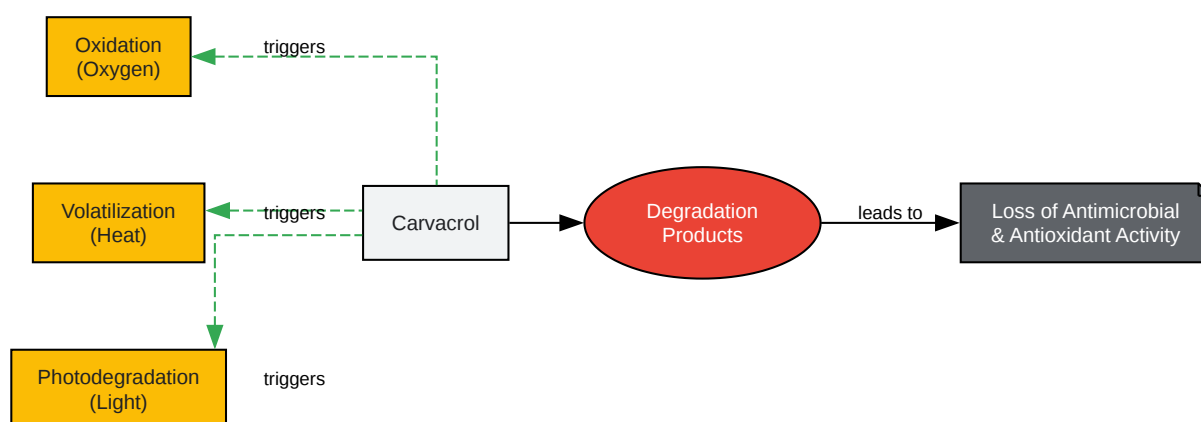 Oxidation
(Oxygen)
triggers
Volatilization
(Heat)
triggers
Carvacrol
Degradation
Products
leads to
Loss of Antimicrobial
& Antioxidant Activity
Photodegradation
(Light)
triggers